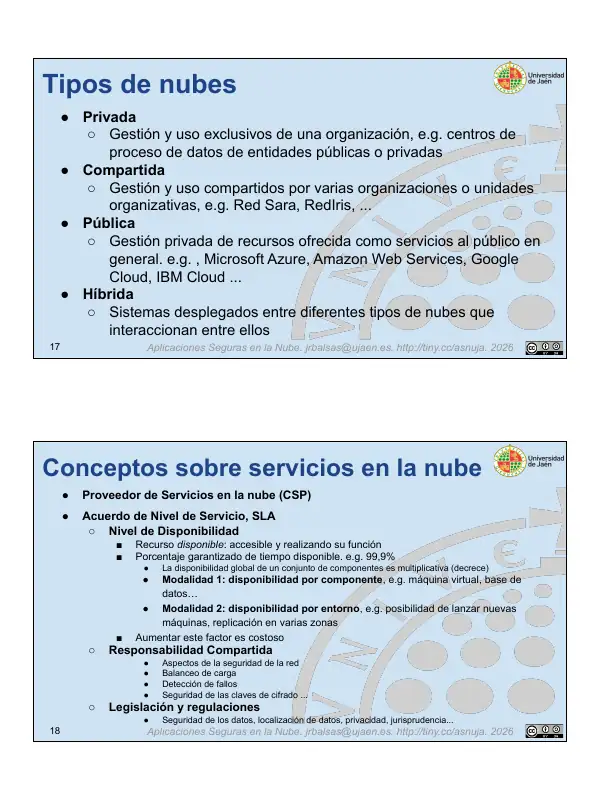 Tipos de nubes
Universidad
de Jaén
● Privada
○ Gestión y uso exclusivos de una organización, e.g. centros de
proceso de datos de entidades públicas o privadas
● Compartida
○ Gestión y uso compartidos por varias organizaciones o unidades
organizativas, e.g. Red Sara, RedIris, ...
● Pública
○ Gestión privada de recursos ofrecida como servicios al público en
general. e.g. , Microsoft Azure, Amazon Web Services, Google
Cloud, IBM Cloud ...
● Híbrida
○ Sistemas desplegados entre diferentes tipos de nubes que
interaccionan entre ellos
17
Aplicaciones Seguras en la Nube. jrbalsas@ujaen.es. http://tiny.cc/asnuja. 2026
Conceptos sobre servicios en la nube
Universidad
de Jaén
● Proveedor de Servicios en la nube (CSP)
● Acuerdo de Nivel de Servicio, SLA
○ Nivel de Disponibilidad
■ Recurso disponible: accesible y realizando su función
■ Porcentaje garantizado de tiempo disponible. e.g. 99,9%
● La disponibilidad global de un conjunto de componentes es multiplicativa (decrece)
● Modalidad 1: disponibilidad por componente, e.g. máquina virtual, base de
datos…
● Modalidad 2: disponibilidad por entorno, e.g. posibilidad de lanzar nuevas
máquinas, replicación en varias zonas
■ Aumentar este factor es costoso
○ Responsabilidad Compartida
● Aspectos de la seguridad de la red
● Balanceo de carga
● Detección de fallos
● Seguridad de las claves de cifrado ...
○ Legislación y regulaciones
● Seguridad de los datos, localización de datos, privacidad, jurisprudencia...
18
Aplicaciones Seguras en la Nube. jrbalsas@ujaen.es. http://tiny.cc/asnuja. 2026